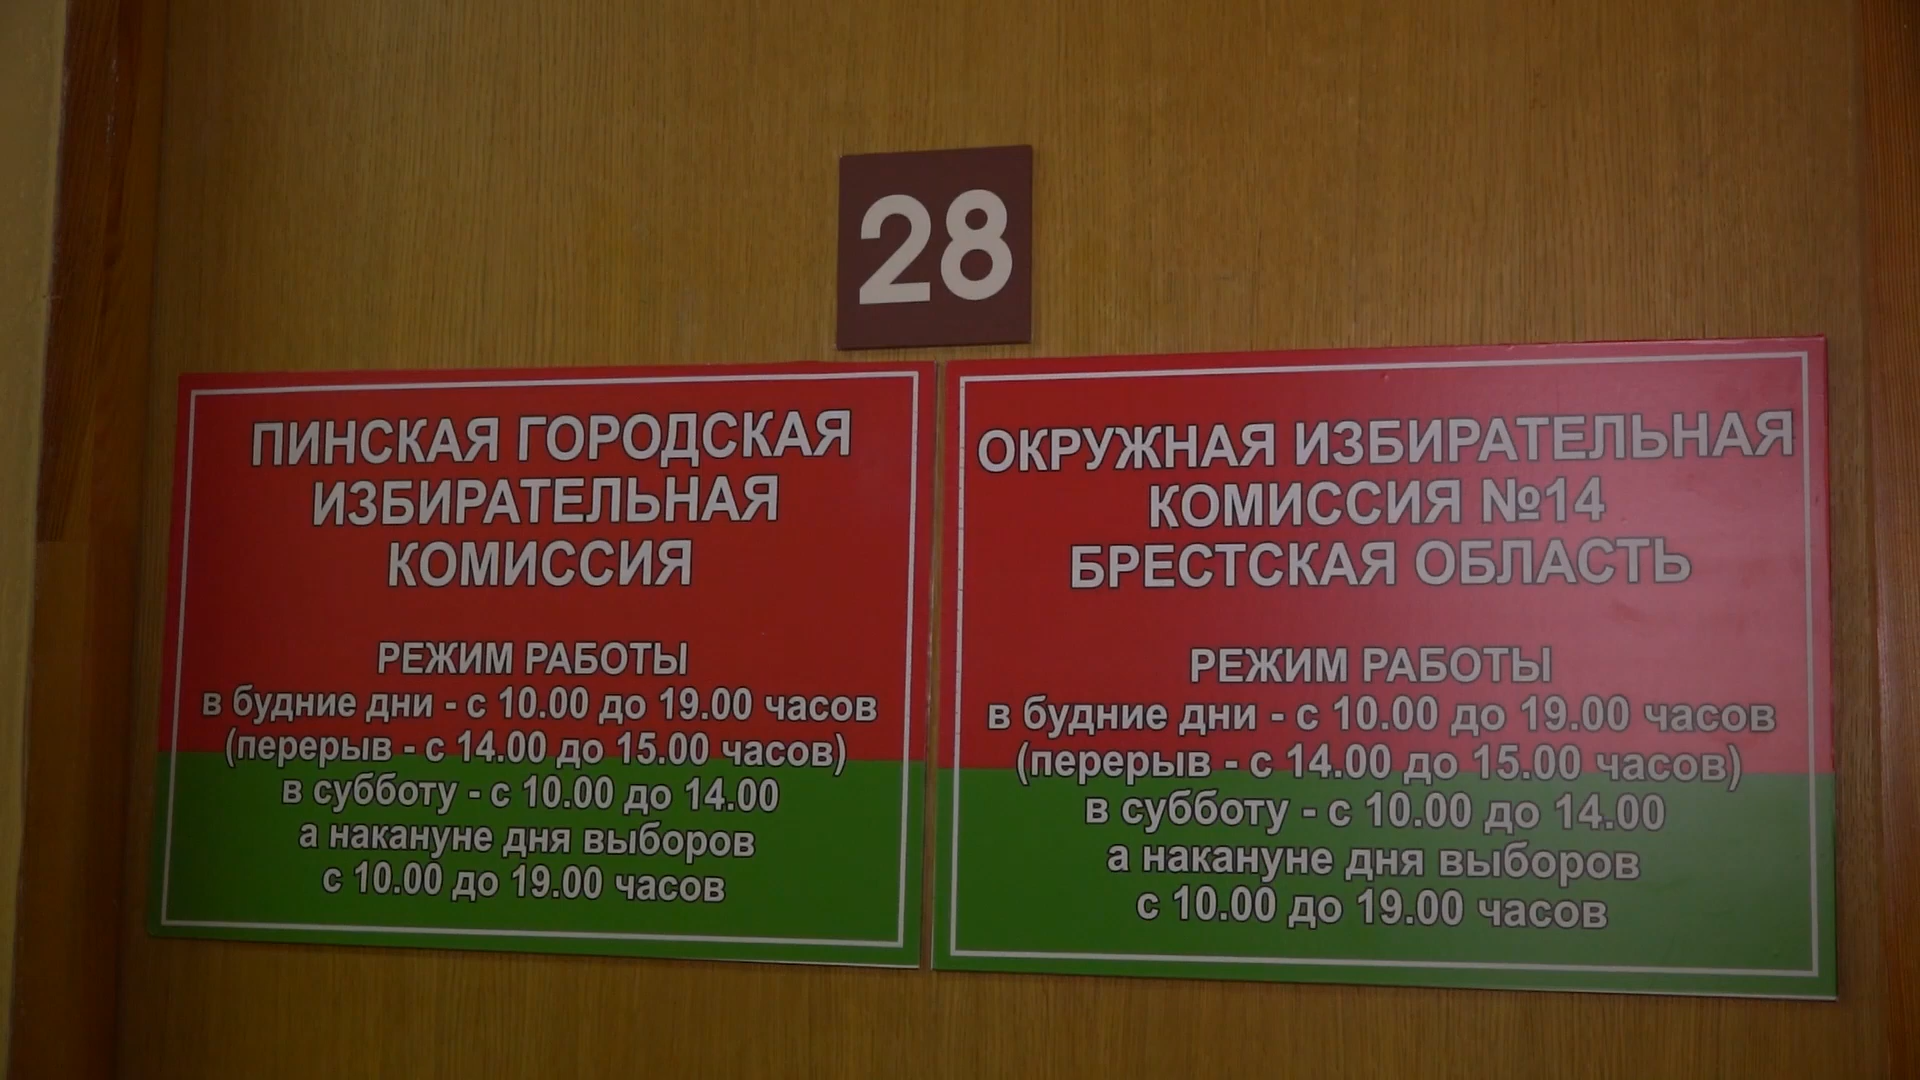 28
ПИНСКАЯ ГОРОДСКАЯ
ИЗБИРАТЕЛЬНАЯ
КОМИССИЯ
РЕЖИМ РАБОТЫ
в будние дни - с 10.00 до 19.00 часов
(перерыв - с 14.00 до 15.00 часов)
в субботу - с 10.00 до 14.00
а накануне дня выборов
с 10.00 до 19.00 часов
ОКРУЖНАЯ ИЗБИРАТЕЛЬНАЯ
КОМИССИЯ №14
БРЕСТСКАЯ ОБЛАСТЬ
РЕЖИМ РАБОТЫ
в будние дни - с 10.00 до 19.00 часов
(перерыв - с 14.00 до 15.00 часов)
в субботу - с 10.00 до 14.00
а накануне дня выборов
с 10.00 до 19.00 часов